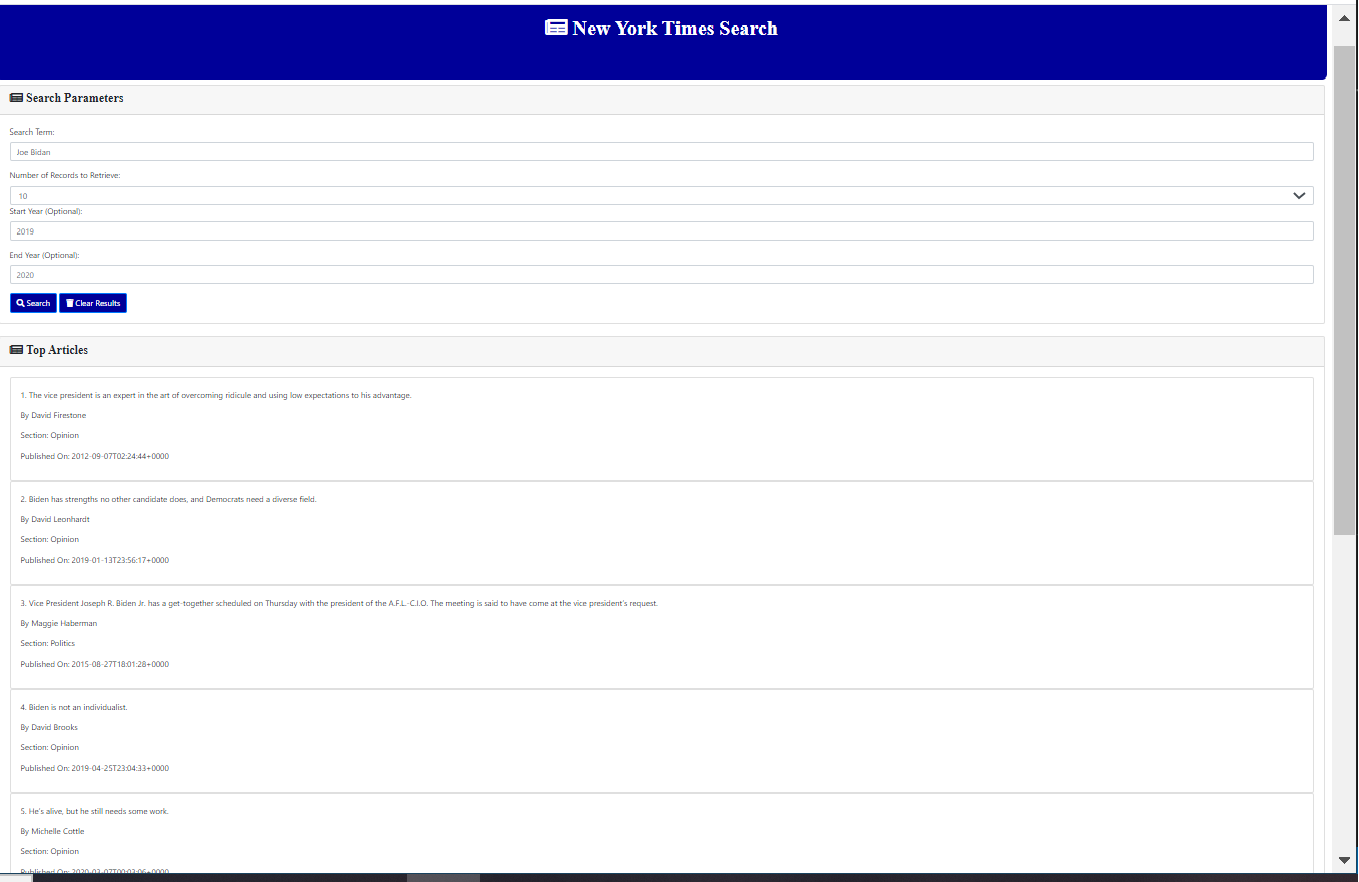 New York Times Search
Search Parameters
Search Term:
Joe Bidan
Number of Records to Retrieve:
10
Start Year (Optional):
2019
End Year (Optional):
2020
Search Clear Results
Top Articles
1. The vice president is an expert in the art of overcoming ridicule and using low expectations to his advantage.
By David Firestone
Section: Opinion
Published On: 2012-09-07T02:24:44+0000
2. Biden has strengths no other candidate does, and Democrats need a diverse field.
By David Leonhardt
Section: Opinion
Published On: 2019-01-13T23:56:17+0000
3. Vice President Joseph R. Biden Jr. has a get-together scheduled on Thursday with the president of the A.F.L.-C.I.O. The meeting is said to have come at the vice president's request.
By Maggie Haberman
Section: Politics
Published On: 2015-08-27T18:01:28+0000
4. Biden is not an individualist.
By David Brooks
Section: Opinion
Published On: 2019-04-25T23:04:33+0000
5. He's alive, but he still needs some work.
By Michelle Cottle
Section: Opinion
Published On: 2020-03-07T00:03:06+0000